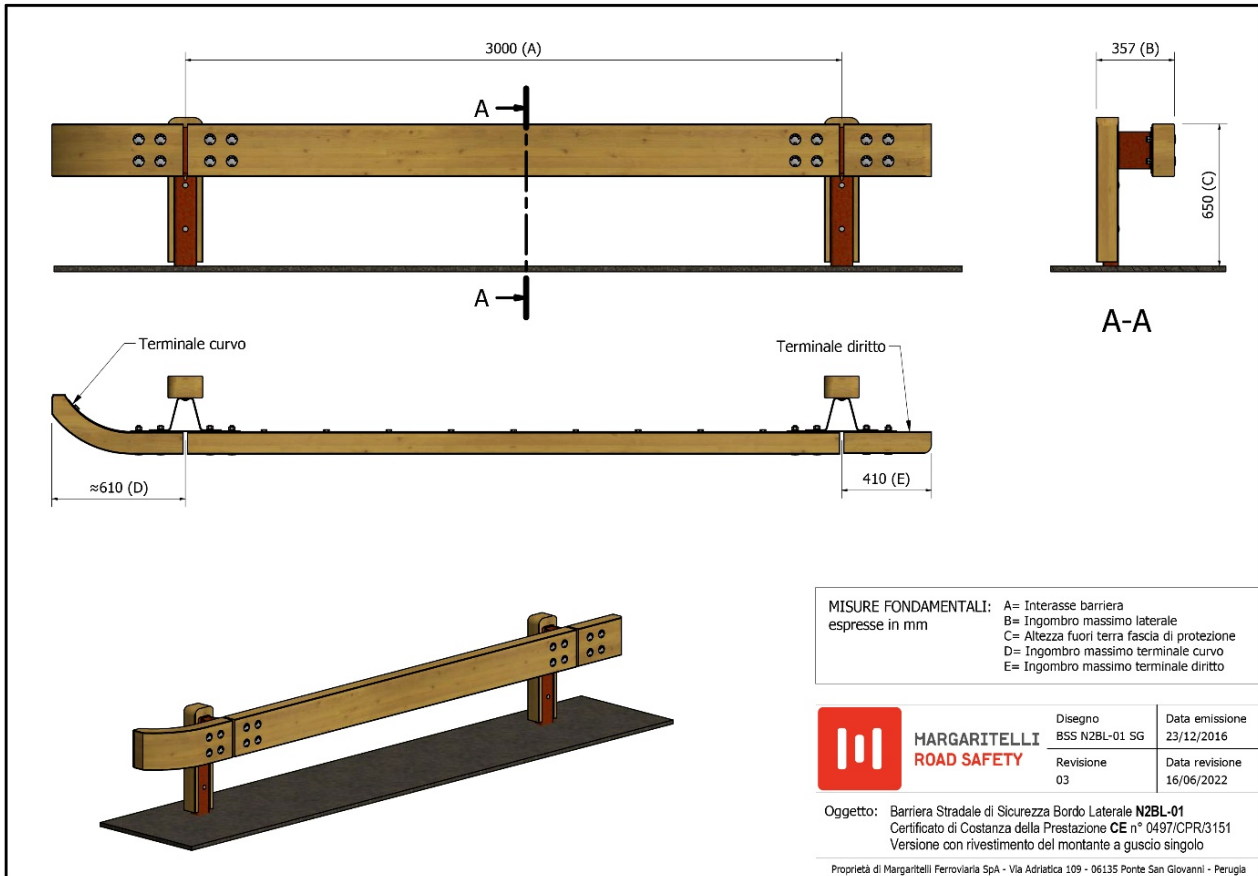 3000 (A)
357 (B)
A
650 (C)
A
A-A
Terminale curvo
Terminale diritto
≈610 (D)
410 (E)
MISURE FONDAMENTALI:
espresse in mm
A= Interasse barriera
B= Ingombro massimo laterale
C= Altezza fuori terra fascia di protezione
D= Ingombro massimo terminale curvo
E= Ingombro massimo terminale diritto
MARGARITELLI
ROAD SAFETY
Disegno
BSS N2BL-01 SG
Data emissione
23/12/2016
Revisione
03
Data revisione
16/06/2022
Oggetto: Barriera Stradale di Sicurezza Bordo Laterale N2BL-01
Certificato di Costanza della Prestazione CE n° 0497/CPR/3151
Versione con rivestimento del montante a guscio singolo
Proprietà di Margaritelli Ferroviaria SpA - Via Adriatica 109 - 06135 Ponte San Giovanni - Perugia